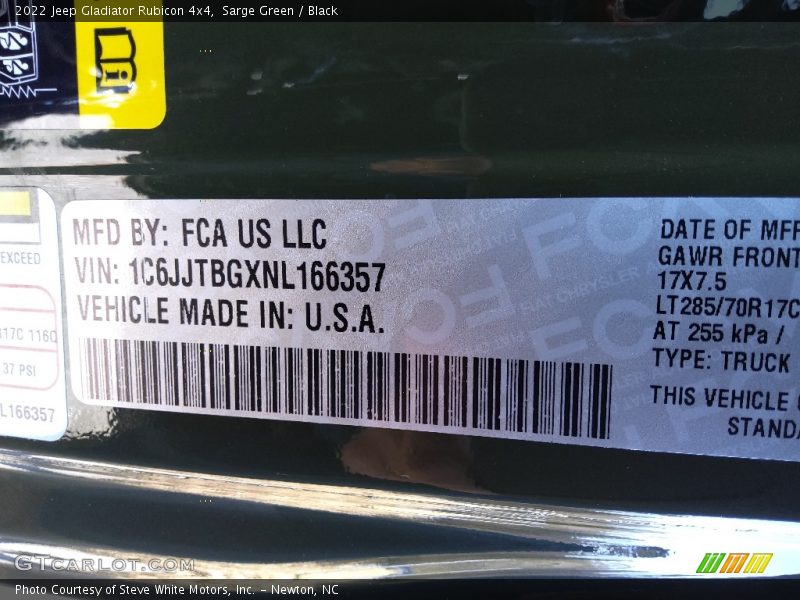 2022 Jeep Gladiator Rubicon 4x4, Sarge Green / Black
MFD BY: FCA US LLC
VIN: 1C6JJTBGXNL166357
VEHICLE MADE IN: U.S.A.
DATE OF MFR
GAWR FRONT
17X7.5
LT285/70R17C
AT 255 kPa /
TYPE: TRUCK
THIS VEHICLE
STANDA
EXCEED
R17C 116Q
37 PSI
L166357
GTCARLOT.COM
Photo Courtesy of Steve White Motors, Inc. – Newton, NC